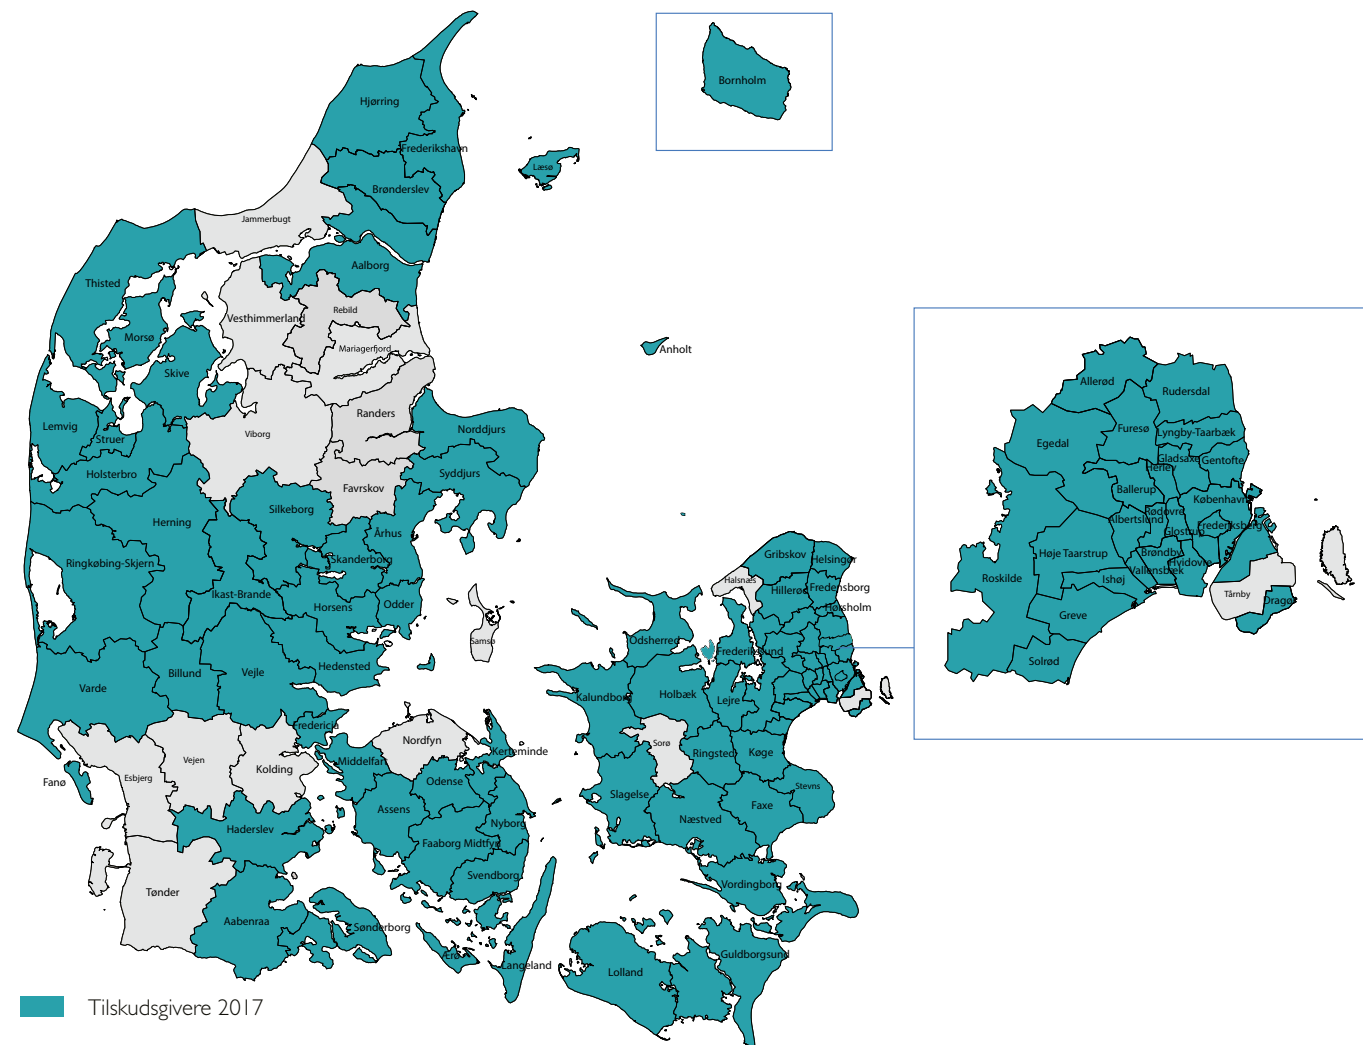 Bornholm
Hjørring
Frederikshavn
Læsø
Brønderslev
Jammerbugt
Aalborg
Thisted
Rebild
Vesthimmerland
Morsø
Mariagerfjord
Anholt
Skive
Randers
Lemvig
Viborg
Norddjurs
Struer
Holsterbro
Syddjurs
Favrskov
Silkeborg
Herning
Århus
Skanderborg
Ringkøbing-Skjern
Ikast-Brande
Horsens
Odder
Samsø
Hedensted
Billund
Vejle
Varde
Fredericia
Nordfyn
Kerteminde
Vejen
Kolding
Middelfart
Esbjerg
Fanø
Odense
Assens
Nyborg
Haderslev
Faaborg Midtfyn
Svendborg
Tønder
Aabenraa
Sønderborg
Ærø
Langeland
Gribskov
Helsingør
Halsnæs
Hillerød
Fredensborg
Hørsholm
Odsherred
Frederikssund
Kalundborg
Holbæk
Lejre
Sorø
Ringsted
Køge
Slagelse
Stevns
Faxe
Næstved
Vordingborg
Guldborgsund
Lolland
Allerød
Rudersdal
Furesø
Lyngby-Taarbæk
Egedal
Gladsaxe
Gentofte
Herlev
Ballerup
København
Rødovre
Albertslund
Frederiksberg
Glostrup
Høje Taarstrup
Brøndby
Hvidovre
Vallensbæk
Roskilde
Ishøj
Tårnby
Dragø
Greve
Solrød
Tilskudsgivere 2017